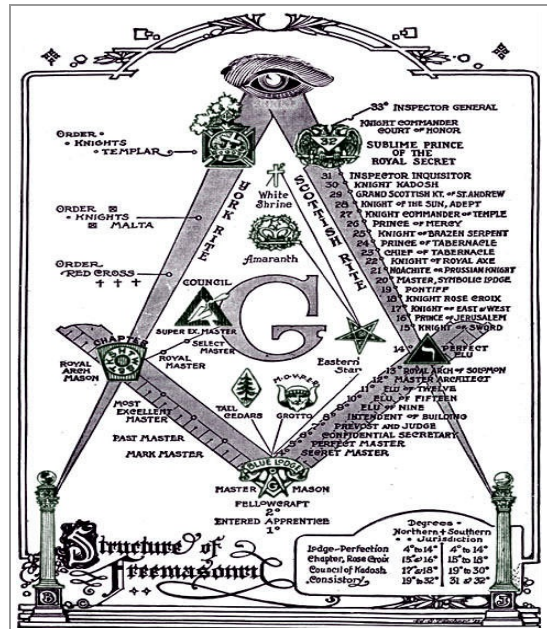 33° INSPECTOR GENERAL
KNIGHT COMMANDER
COURT OF HONOR
32
SUBLIME PRINCE
OF THE
ROYAL SECRET
ORDER
KNIGHTS
TEMPLAR
31 INSPECTOR INQUISITOR
30 KNIGHT KADOSH
29 GRAND SCOTTISH KT. OF ST. ANDREW
28 KNIGHT OF THE SUN, ADEPT
27 KNIGHT COMMANDER OF TEMPLE
26 PRINCE OF MERCY
25 KNIGHT OF BRAZEN SERPENT
24 PRINCE OF TABERNACLE
23 CHIEF OF TABERNACLE
22 KNIGHT OF ROYAL AXE
21 NOACHITE OR PRUSSIAN KNIGHT
20 MASTER, SYMBOLIC LODGE
19 PONTIFF
18 KNIGHT ROSE CROIX
17° KNIGHT OF EAST & WEST
16° PRINCE OF JERUSALEM
15° KNIGHT OF SWORD
14° PERFECT
ELU
13° ROYAL ARCH OF SOLOMON
12° MASTER ARCHITECT
11° ELU OF TWELVE
10° ELU OF FIFTEEN
9° ELU OF NINE
8° INTENDENT OF BUILDING
7° PREVOST AND JUDGE
6° CONFIDENTIAL SECRETARY
5° PERFECT MASTER
4° SECRET MASTER
YORK RITE
SCOTTISH RITE
White
Shrine
Amaranth
ORDER
KNIGHTS
MALTA
ORDER
RED CROSS
COUNCIL
SUPER EX. MASTER
SELECT
MASTER
ROYAL
MASTER
G
Eastern
Star
CHAPTER
ROYAL
ARCH
MASON
MOST
EXCELLENT
MASTER
PAST MASTER
MARK MASTER
TALL
CEDARS
M.O.V.P.E.R.
GROTTO
BLUE LODGE
G
MASTER MASON
3°
FELLOWCRAFT
2°
ENTERED APPRENTICE
1°
Structure of
Freemasonry
B
J
Degrees
Northern + Southern
Jurisdiction
Lodge-Perfection 4° to 14° 4° to 14°
Chapter, Rose Croix 15° to 18°
Council of Kadosh 19° to 30°
Consistory 19° to 32° 31 & 32°